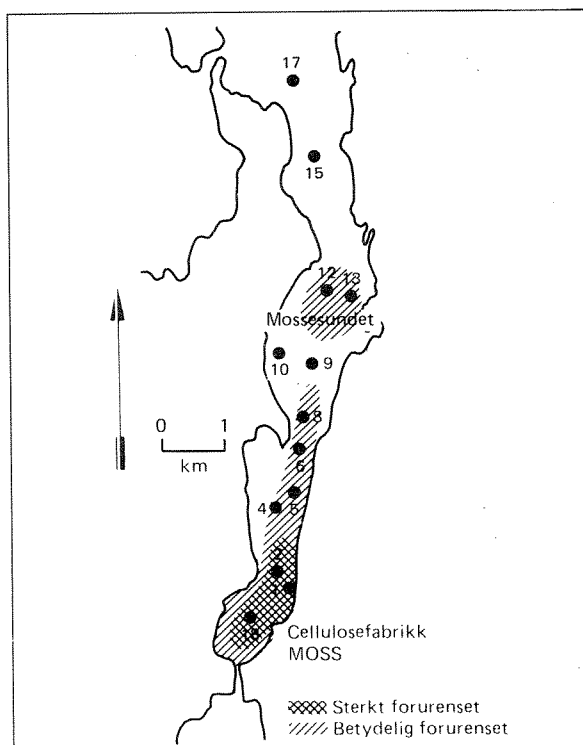 17
15
12 13
Mossesundet
10 9
8
0 1
km
6
4 5
Cellulosefabrikk
MOSS
Sterkt forurenset
Betydelig forurenset